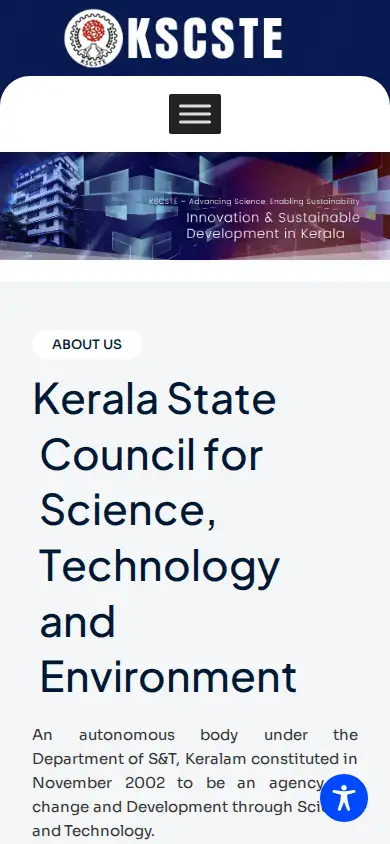 KSCSTE
KSCSTE
KSCSTE – Advancing Science, Enabling Sustainability
Innovation & Sustainable
Development in Kerala
ABOUT US
Kerala State
Council for
Science,
Technology
and
Environment
An autonomous body under the
Department of S&T, Keralam constituted in
November 2002 to be an agency
change and Development through
and Technology.